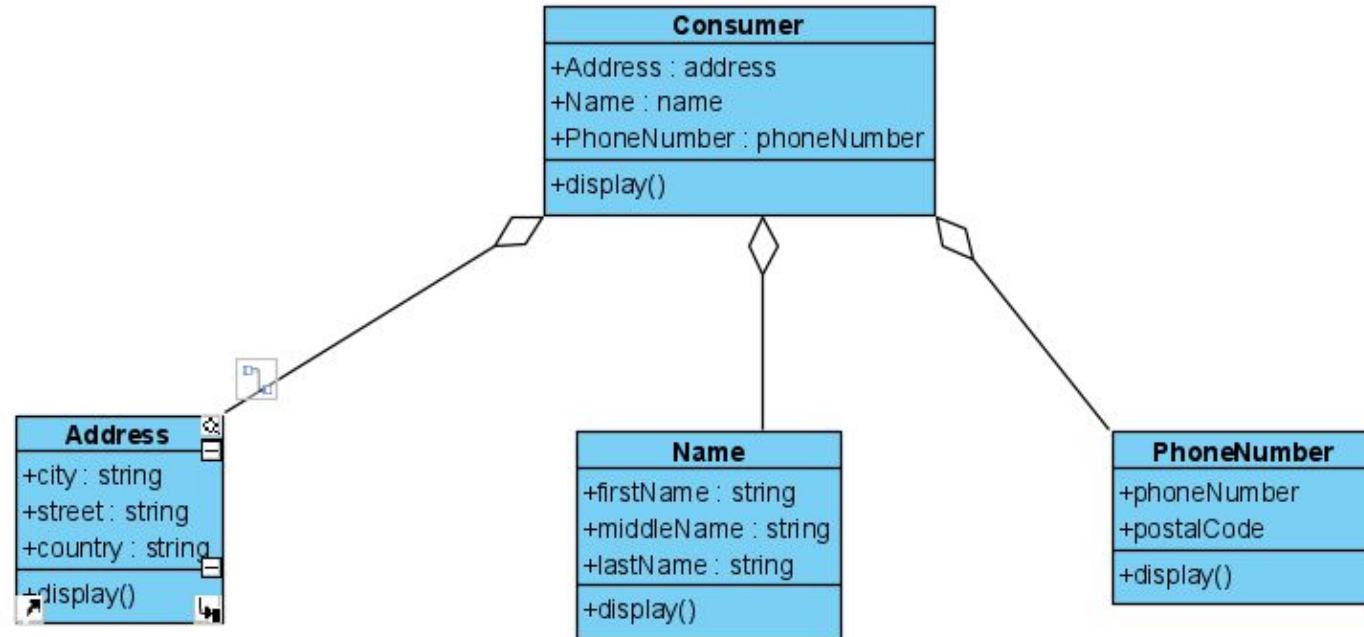 Consumer
+Address : address
+Name : name
+PhoneNumber : phoneNumber
+display()
Address
+city : string
+street : string
+country : string
+display()
Name
+firstName : string
+middleName : string
+lastName : string
+display()
PhoneNumber
+phoneNumber
+postalCode
+display()